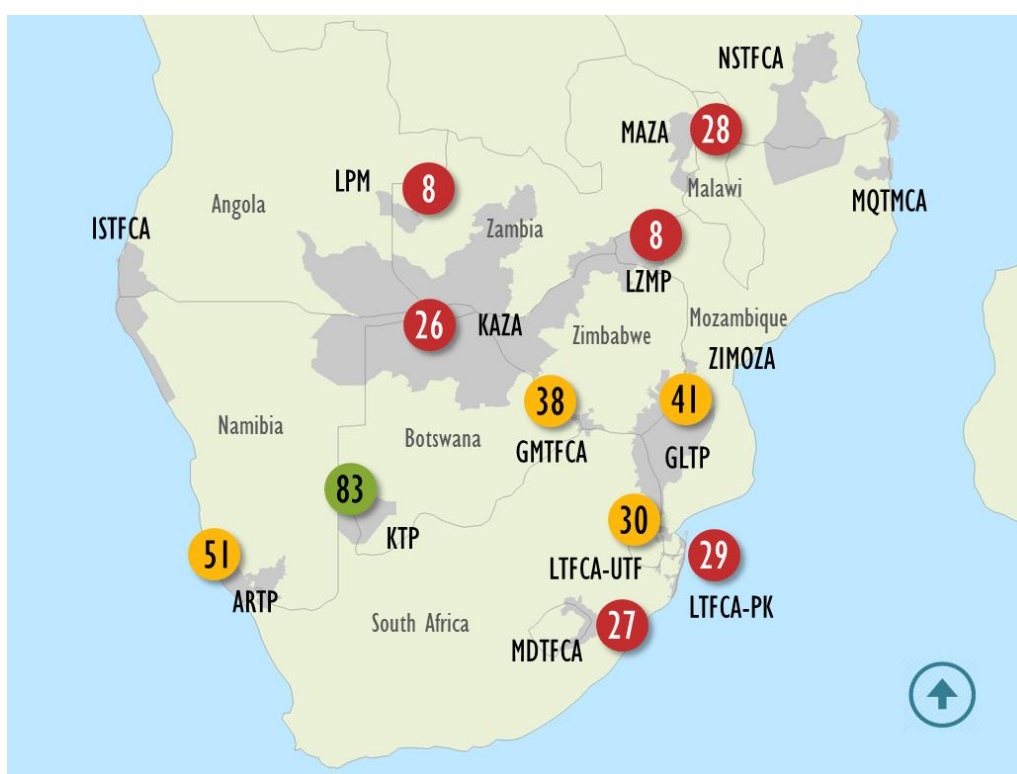 NSTFCA
MAZA
28
LPM
8
Malawi
MQTMCA
Angola
ISTFCA
Zambia
8
LZMP
26
KAZA
Zimbabwe
Mozambique
ZIMOZA
38
41
Namibia
Botswana
GMTFCA
GLTP
83
KTP
30
51
29
LTFCA-UTF
ARTP
LTFCA-PK
South Africa
27
MDTFCA